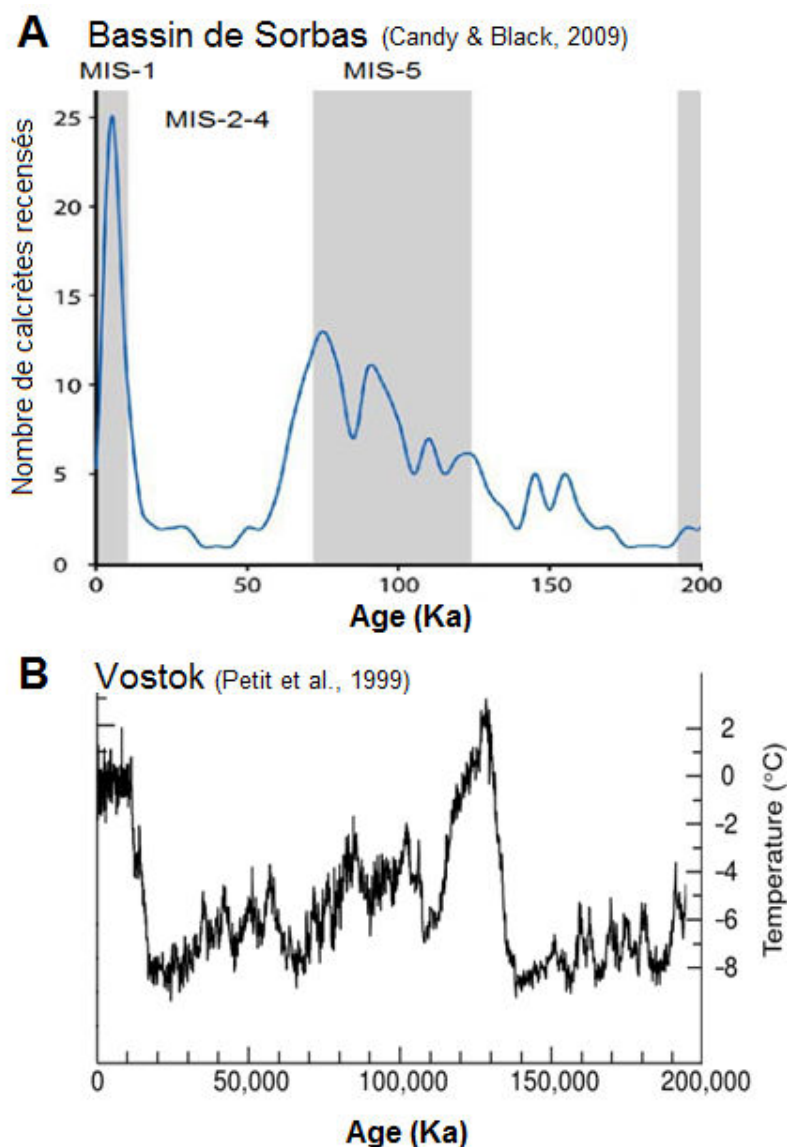 A Bassin de Sorbas (Candy & Black, 2009)
MIS-1
MIS-5
MIS-2-4
Nombre de calcrètes recensés
25
20
15
10
5
0
0 50 100 150 200
Age (Ka)
B Vostok (Petit et al., 1999)
2
0
-2
-4
-6
-8
Temperature (°C)
0 50,000 100,000 150,000 200,000
Age (Ka)